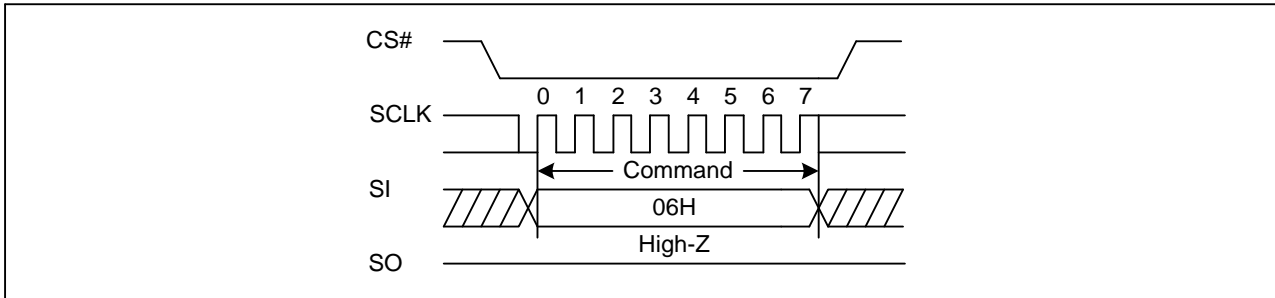 CS#
0 1 2 3 4 5 6 7
SCLK
Command
SI
06H
High-Z
SO